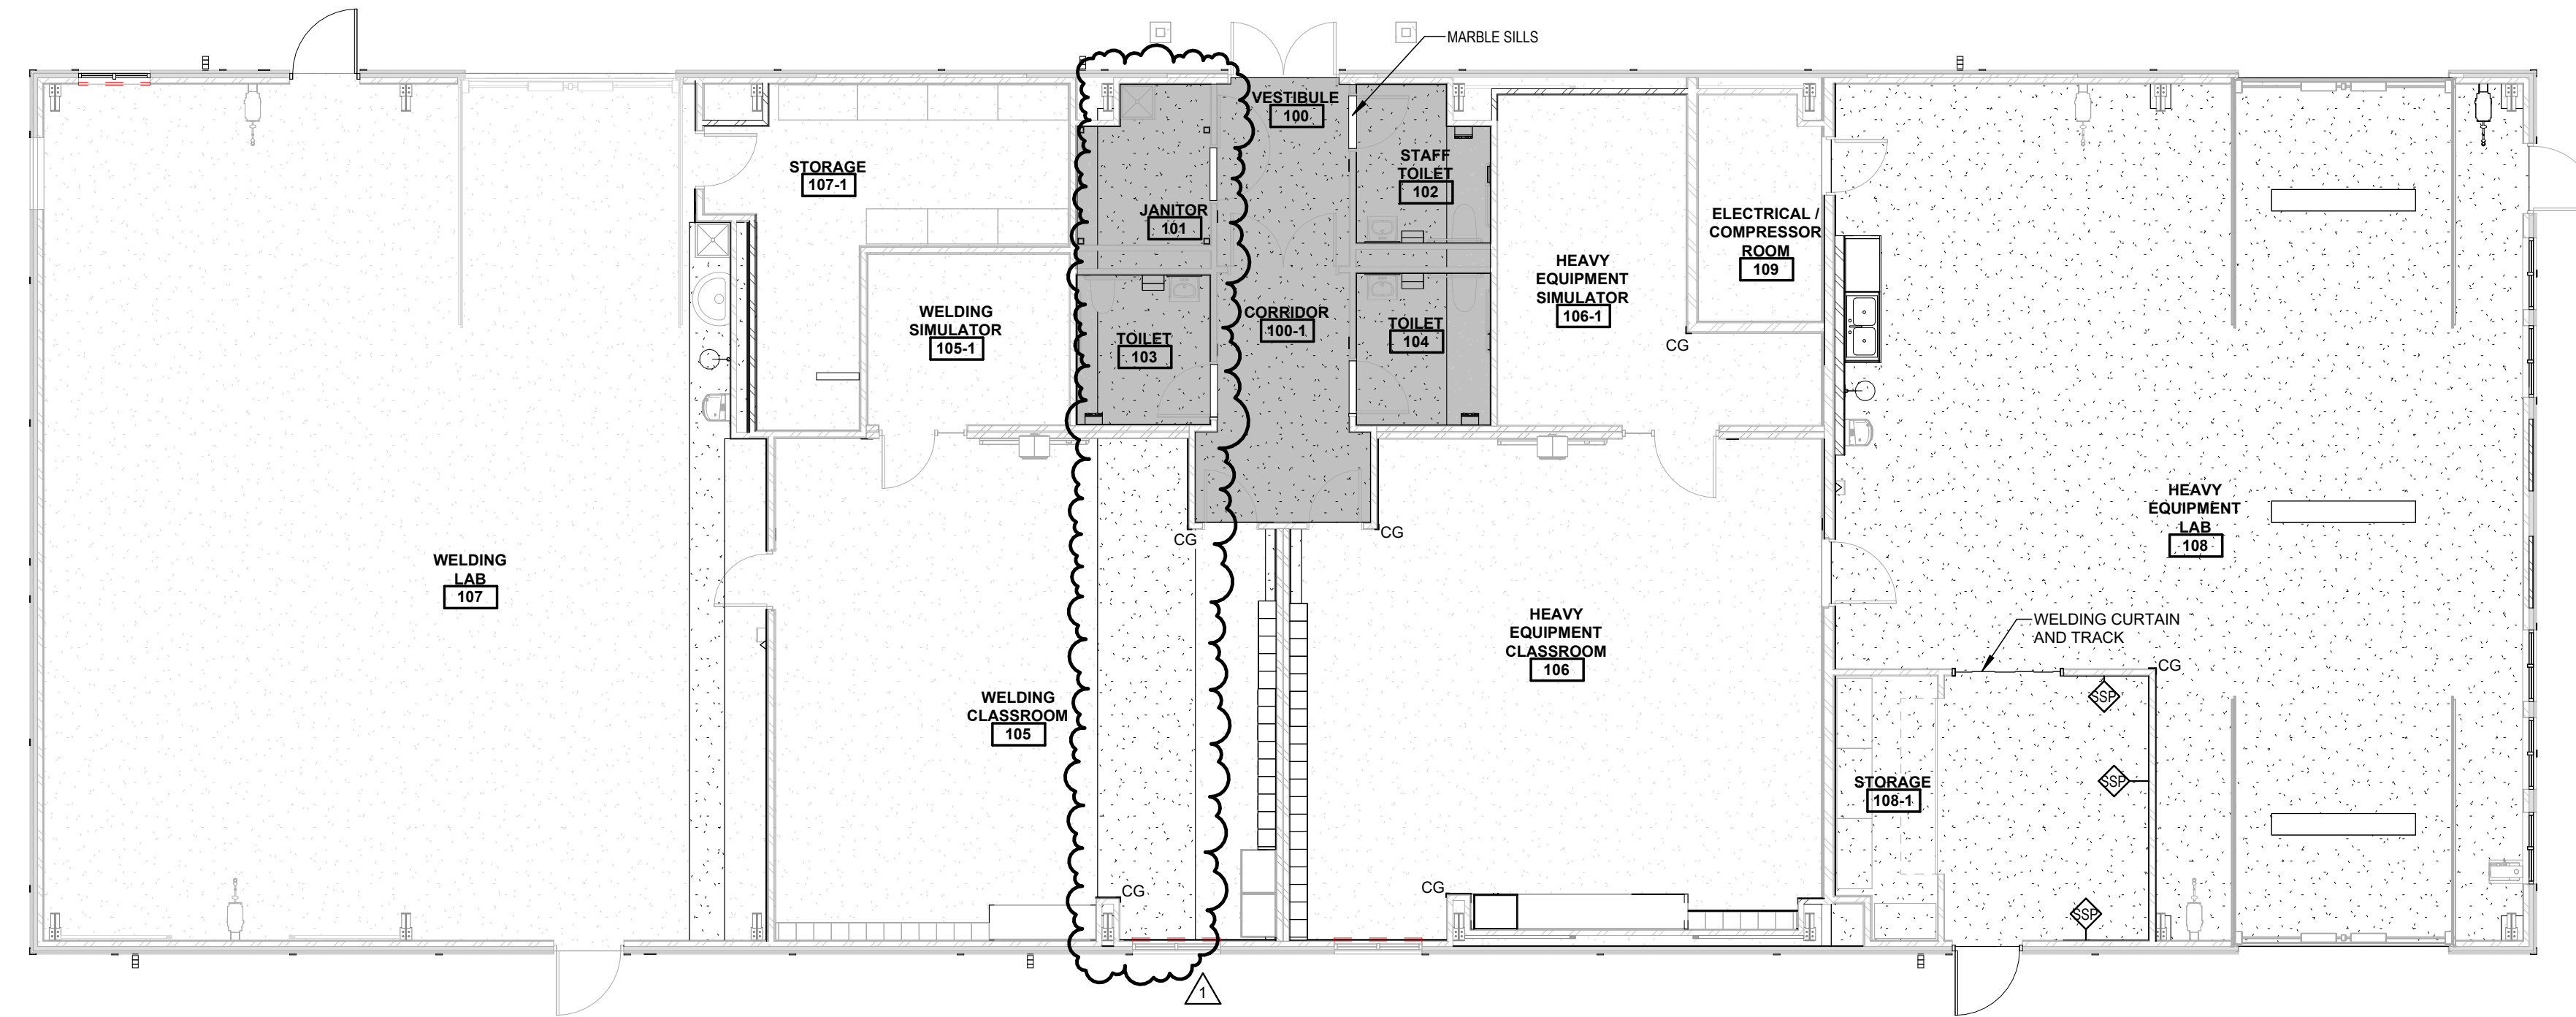 MARBLE SILLS
VESTIBULE
100
STORAGE
107-1
JANITOR
101
STAFF
TOILET
102
ELECTRICAL /
COMPRESSOR
ROOM
109
HEAVY
EQUIPMENT
SIMULATOR
106-1
WELDING
SIMULATOR
105-1
CORRIDOR
100-1
TOILET
103
TOILET
104
CG
HEAVY
EQUIPMENT
LAB
108
CG
CG
WELDING
LAB
107
HEAVY
EQUIPMENT
CLASSROOM
106
WELDING CURTAIN
AND TRACK
CG
SSP
WELDING
CLASSROOM
105
SSP
STORAGE
108-1
CG
CG
SSP
1